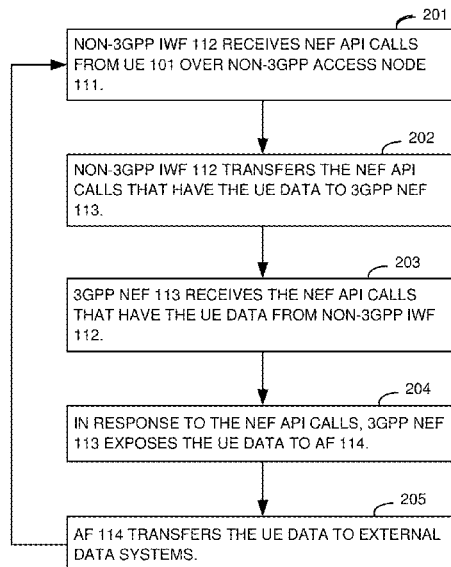 201
NON-3GPP IWF 112 RECEIVES NEF API CALLS
FROM UE 101 OVER NON-3GPP ACCESS NODE
111.
202
NON-3GPP IWF 112 TRANSFERS THE NEF API
CALLS THAT HAVE THE UE DATA TO 3GPP NEF
113.
203
3GPP NEF 113 RECEIVES THE NEF API CALLS
THAT HAVE THE UE DATA FROM NON-3GPP IWF
112.
204
IN RESPONSE TO THE NEF API CALLS, 3GPP NEF
113 EXPOSES THE UE DATA TO AF 114.
205
AF 114 TRANSFERS THE UE DATA TO EXTERNAL
DATA SYSTEMS.